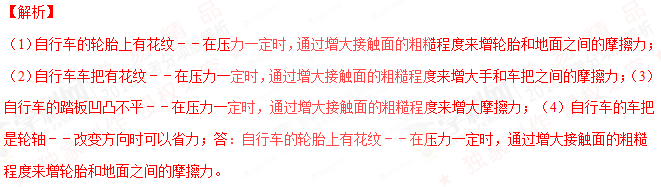 【解析】
(1)自行车的轮胎上有花纹--在压力一定时,通过增大接触面的粗糙程度来增轮胎和地面之间的摩擦力;
(2)自行车车把有花纹--在压力一定时,通过增大接触面的粗糙程度来增大手和车把之间的摩擦力;(3)
自行车的踏板凹凸不平--在压力一定时,通过增大接触面的粗糙程度来增大摩擦力;(4)自行车的车把
是轮轴--改变方向时可以省力;答:自行车的轮胎上有花纹--在压力一定时,通过增大接触面的粗糙
程度来增轮胎和地面之间的摩擦力。